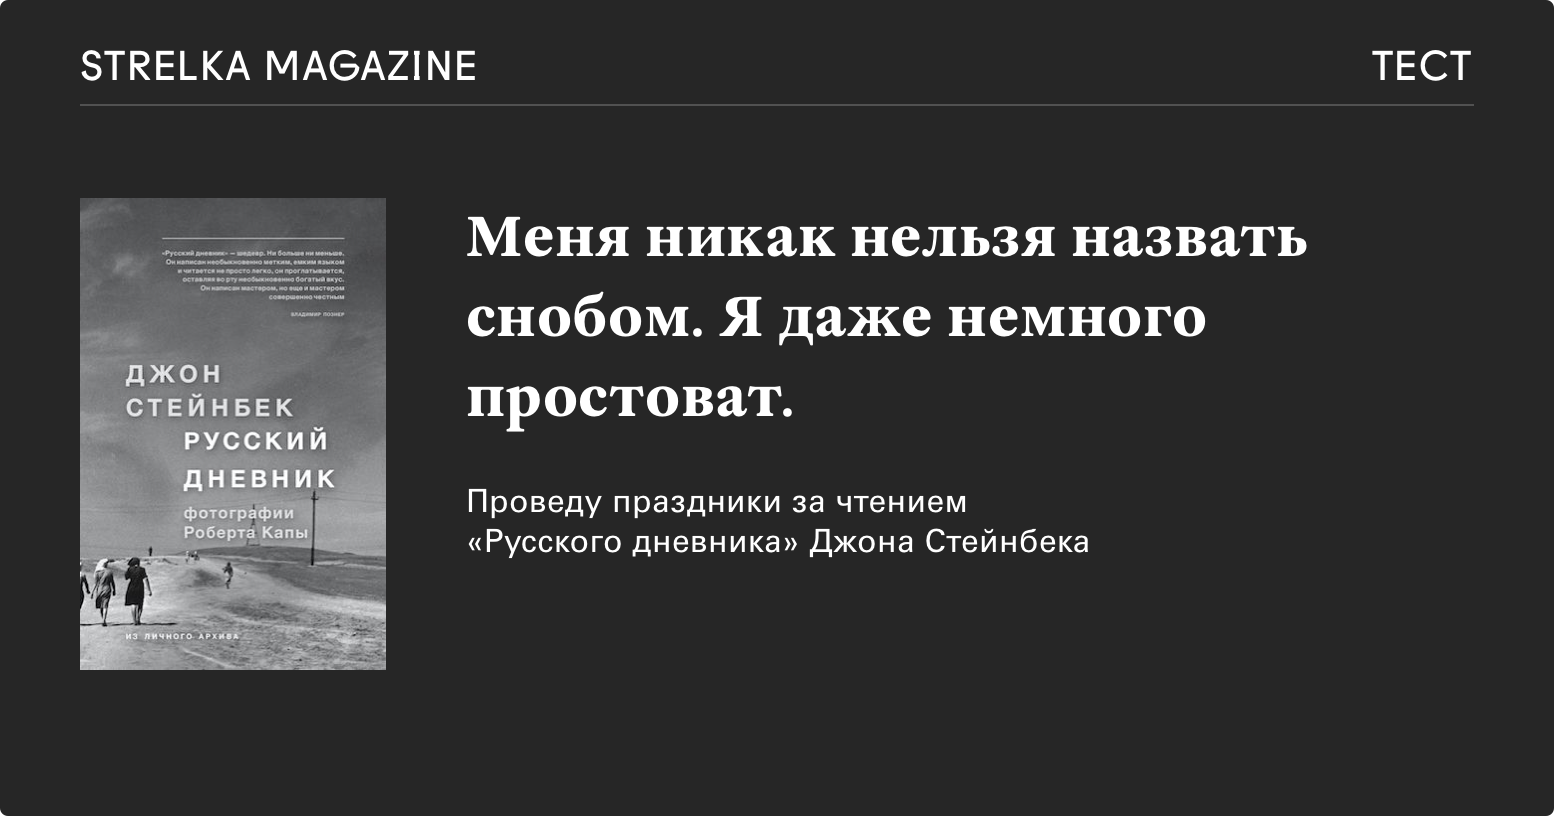 STRELKA MAGAZINE
ТЕСТ
«Русский дневник» — шедевр. Ни больше ни меньше.
Он написан необыкновенно метким, емким языком
и читается не просто легко, он проглатывается,
оставляя во рту необыкновенно богатый вкус.
Он написан мастером, но еще и мастером
совершенно честным
ВЛАДИМИР ПОЗНЕР
ДЖОН
СТЕЙНБЕК
РУССКИЙ
ДНЕВНИК
фотографии
Роберта Капы
ИЗ ЛИЧНОГО АРХИВА
Меня никак нельзя назвать
снобом. Я даже немного
простоват.
Проведу праздники за чтением
«Русского дневника» Джона Стейнбека